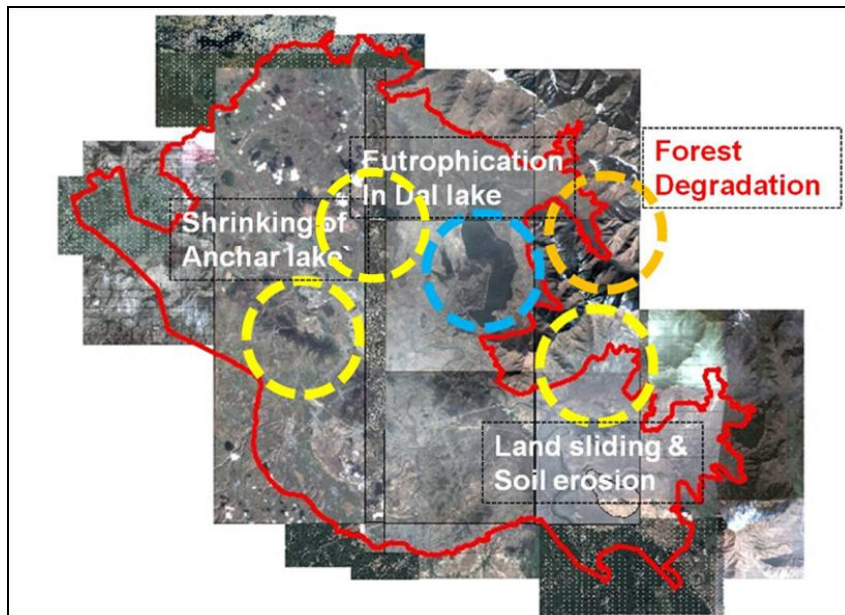 Eutrophication
In Dal lake
Forest
Degradation
Shrinking of
Anchar lake`
Land sliding &
Soil erosion